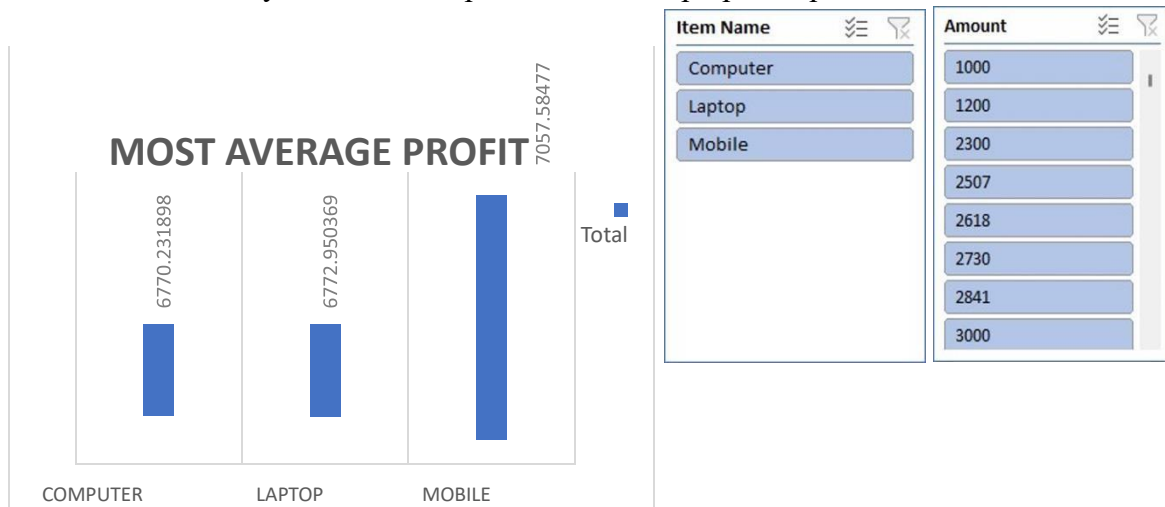 MOST AVERAGE PROFIT
6770.231898
6772.950369
7057.58477
Total
COMPUTER
LAPTOP
MOBILE
Item Name
Computer
Laptop
Mobile
Amount
1000
1200
2300
2507
2618
2730
2841
3000